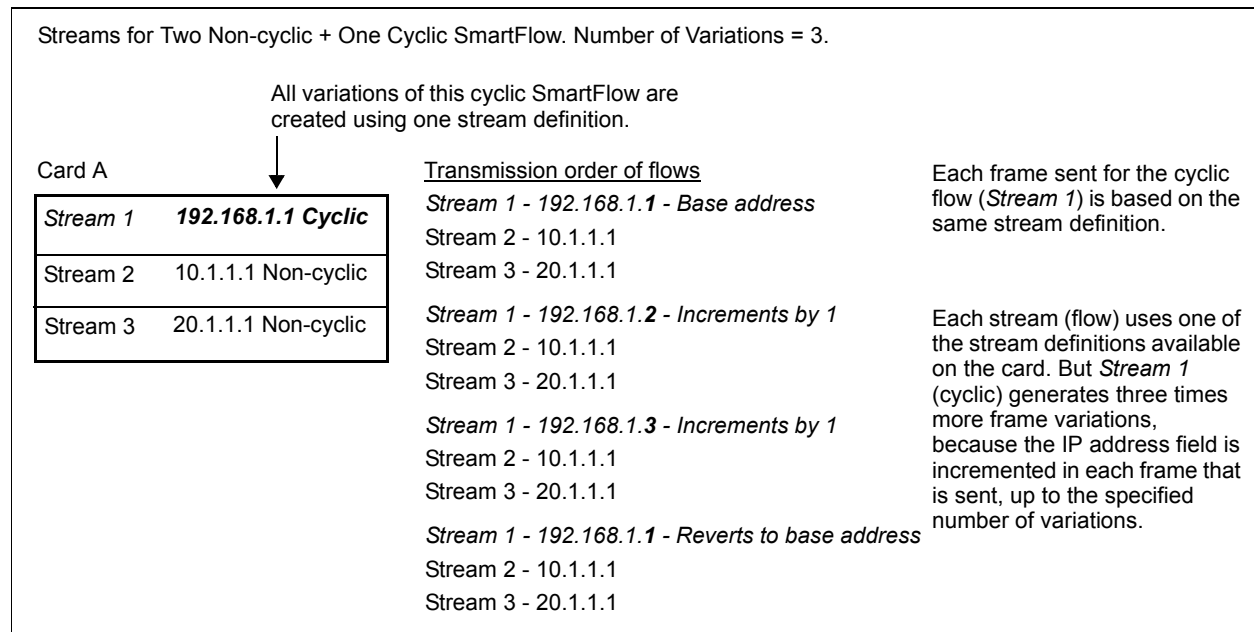 Streams for Two Non-cyclic + One Cyclic SmartFlow. Number of Variations = 3.
All variations of this cyclic SmartFlow are
created using one stream definition.
Card A
Stream 1 192.168.1.1 Cyclic
Stream 2 10.1.1.1 Non-cyclic
Stream 3 20.1.1.1 Non-cyclic
Transmission order of flows
Stream 1 - 192.168.1.1 - Base address
Stream 2 - 10.1.1.1
Stream 3 - 20.1.1.1
Stream 1 - 192.168.1.2 - Increments by 1
Stream 2 - 10.1.1.1
Stream 3 - 20.1.1.1
Stream 1 - 192.168.1.3 - Increments by 1
Stream 2 - 10.1.1.1
Stream 3 - 20.1.1.1
Stream 1 - 192.168.1.1 - Reverts to base address
Stream 2 - 10.1.1.1
Stream 3 - 20.1.1.1
Each frame sent for the cyclic
flow (Stream 1) is based on the
same stream definition.
Each stream (flow) uses one of
the stream definitions available
on the card. But Stream 1
(cyclic) generates three times
more frame variations,
because the IP address field is
incremented in each frame that
is sent, up to the specified
number of variations.